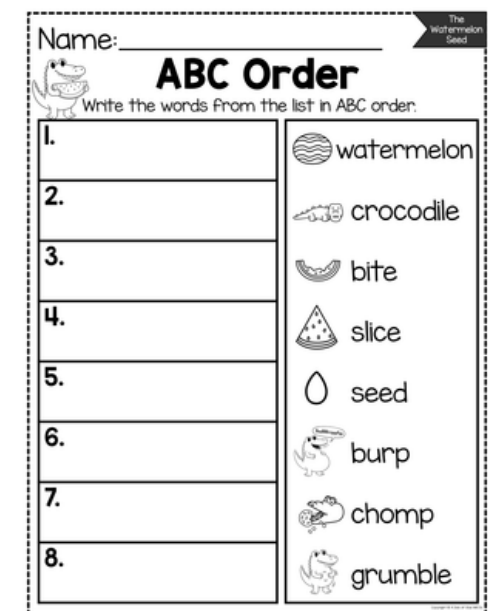 The
Watermelon
Seed
Name:
ABC Order
Write the words from the list in ABC order.
1.
2.
3.
4.
5.
6.
7.
8.
watermelon
crocodile
bite
slice
seed
burp
chomp
grumble